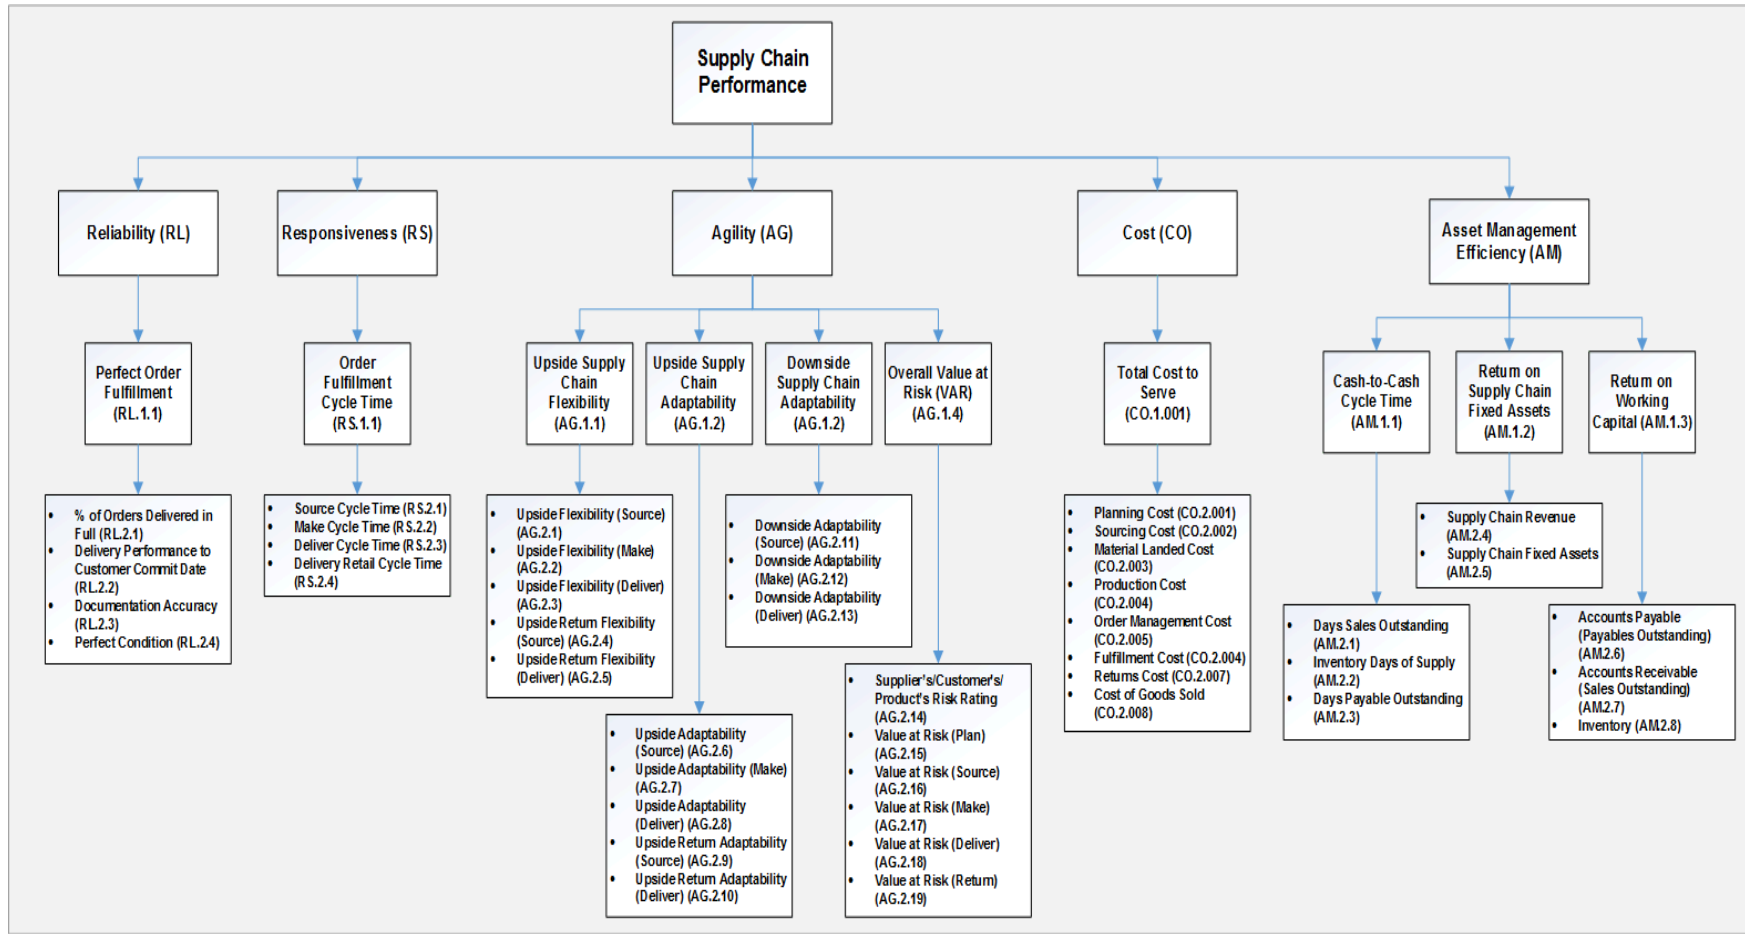 Supply Chain
Performance
Reliability (RL)
Responsiveness (RS)
Agility (AG)
Cost (CO)
Asset Management
Efficiency (AM)
Perfect Order
Fulfillment
(RL.1.1)
Order
Fulfillment
Cycle Time
(RS.1.1)
Upside Supply
Chain
Flexibility
(AG.1.1)
Upside Supply
Chain
Adaptability
(AG.1.2)
Downside
Supply Chain
Adaptability
(AG.1.2)
Overall Value at
Risk (VAR)
(AG.1.4)
Total Cost to
Serve
(CO.1.001)
Cash-to-Cash
Cycle Time
(AM.1.1)
Return on
Supply Chain
Fixed Assets
(AM.1.2)
Return on
Working
Capital (AM.1.3)
• % of Orders Delivered in
Full (RL.2.1)
• Delivery Performance to
Customer Commit Date
(RL.2.2)
• Documentation Accuracy
(RL.2.3)
• Perfect Condition (RL.2.4)
• Source Cycle Time (RS.2.1)
• Make Cycle Time (RS.2.2)
• Deliver Cycle Time (RS.2.3)
• Delivery Retail Cycle Time
(RS.2.4)
• Upside Flexibility (Source)
(AG.2.1)
• Upside Flexibility (Make)
(AG.2.2)
• Upside Flexibility (Deliver)
(AG.2.3)
• Upside Return Flexibility
(Source) (AG.2.4)
• Upside Return Flexibility
(Deliver) (AG.2.5)
• Upside Adaptability
(Source) (AG.2.6)
• Upside Adaptability (Make)
(AG.2.7)
• Upside Adaptability
(Deliver) (AG.2.8)
• Upside Return Adaptability
(Source) (AG.2.9)
• Upside Return Adaptability
(Deliver) (AG.2.10)
• Downside Adaptability
(Source) (AG.2.11)
• Downside Adaptability
(Make) (AG.2.12)
• Downside Adaptability
(Deliver) (AG.2.13)
• Supplier's/Customer's/
Product's Risk Rating
(AG.2.14)
• Value at Risk (Plan)
(AG.2.15)
• Value at Risk (Source)
(AG.2.16)
• Value at Risk (Make)
(AG.2.17)
• Value at Risk (Deliver)
(AG.2.18)
• Value at Risk (Return)
(AG.2.19)
• Planning Cost (CO.2.001)
• Sourcing Cost (CO.2.002)
• Material Landed Cost
(CO.2.003)
• Production Cost
(CO.2.004)
• Order Management Cost
(CO.2.005)
• Fulfillment Cost (CO.2.004)
• Returns Cost (CO.2.007)
• Cost of Goods Sold
(CO.2.008)
• Days Sales Outstanding
(AM.2.1)
• Inventory Days of Supply
(AM.2.2)
• Days Payable Outstanding
(AM.2.3)
• Supply Chain Revenue
(AM.2.4)
• Supply Chain Fixed Assets
(AM.2.5)
• Accounts Payable
(Payables Outstanding)
(AM.2.6)
• Accounts Receivable
(Sales Outstanding)
(AM.2.7)
• Inventory (AM.2.8)